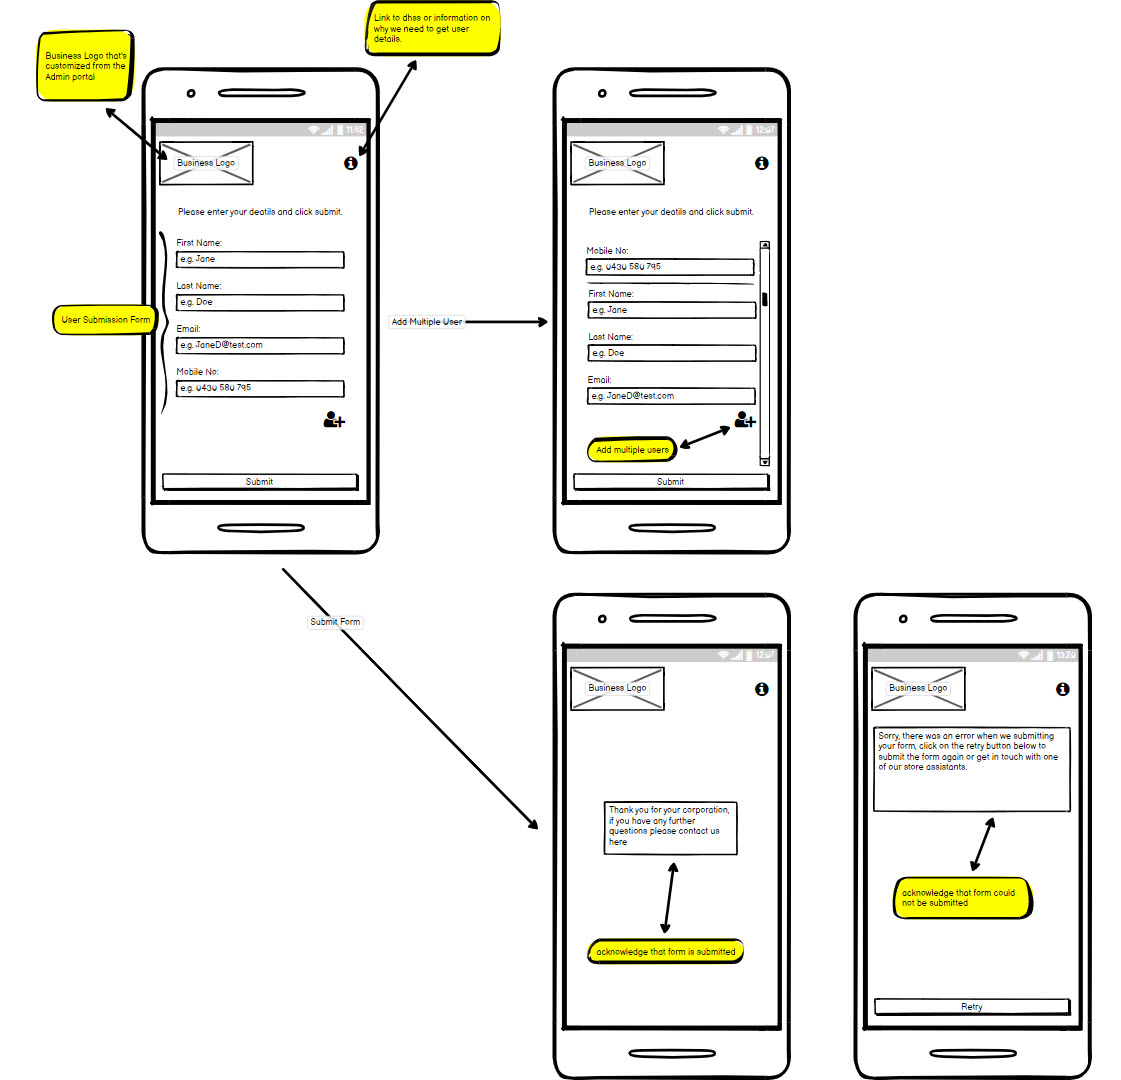 Link to dhss or information on
why we need to get user
details.
Business Logo that's
customized from the
Admin portal
11:52
Business Logo
Please enter your deatils and click submit.
First Name:
e.g. Jane
Last Name:
e.g. Doe
User Submission Form
Email:
e.g. JaneD@test.com
Mobile No:
e.g. 0430 580 795
Submit
Add Multiple User
12:07
Business Logo
Please enter your deatils and click submit.
Mobile No:
e.g. 0430 580 795
First Name:
e.g. Jane
Last Name:
e.g. Doe
Email:
e.g. JaneD@test.com
Add multiple users
Submit
Submit Form
12:07
Business Logo
Thank you for your corporation,
if you have any further
questions please contact us
here
acknowledge that form is submitted
13:20
Business Logo
Sorry, there was an error when we submitting
your form, click on the retry button below to
submit the form again or get in touch with one
of our store assistants.
acknowledge that form could
not be submitted
Retry